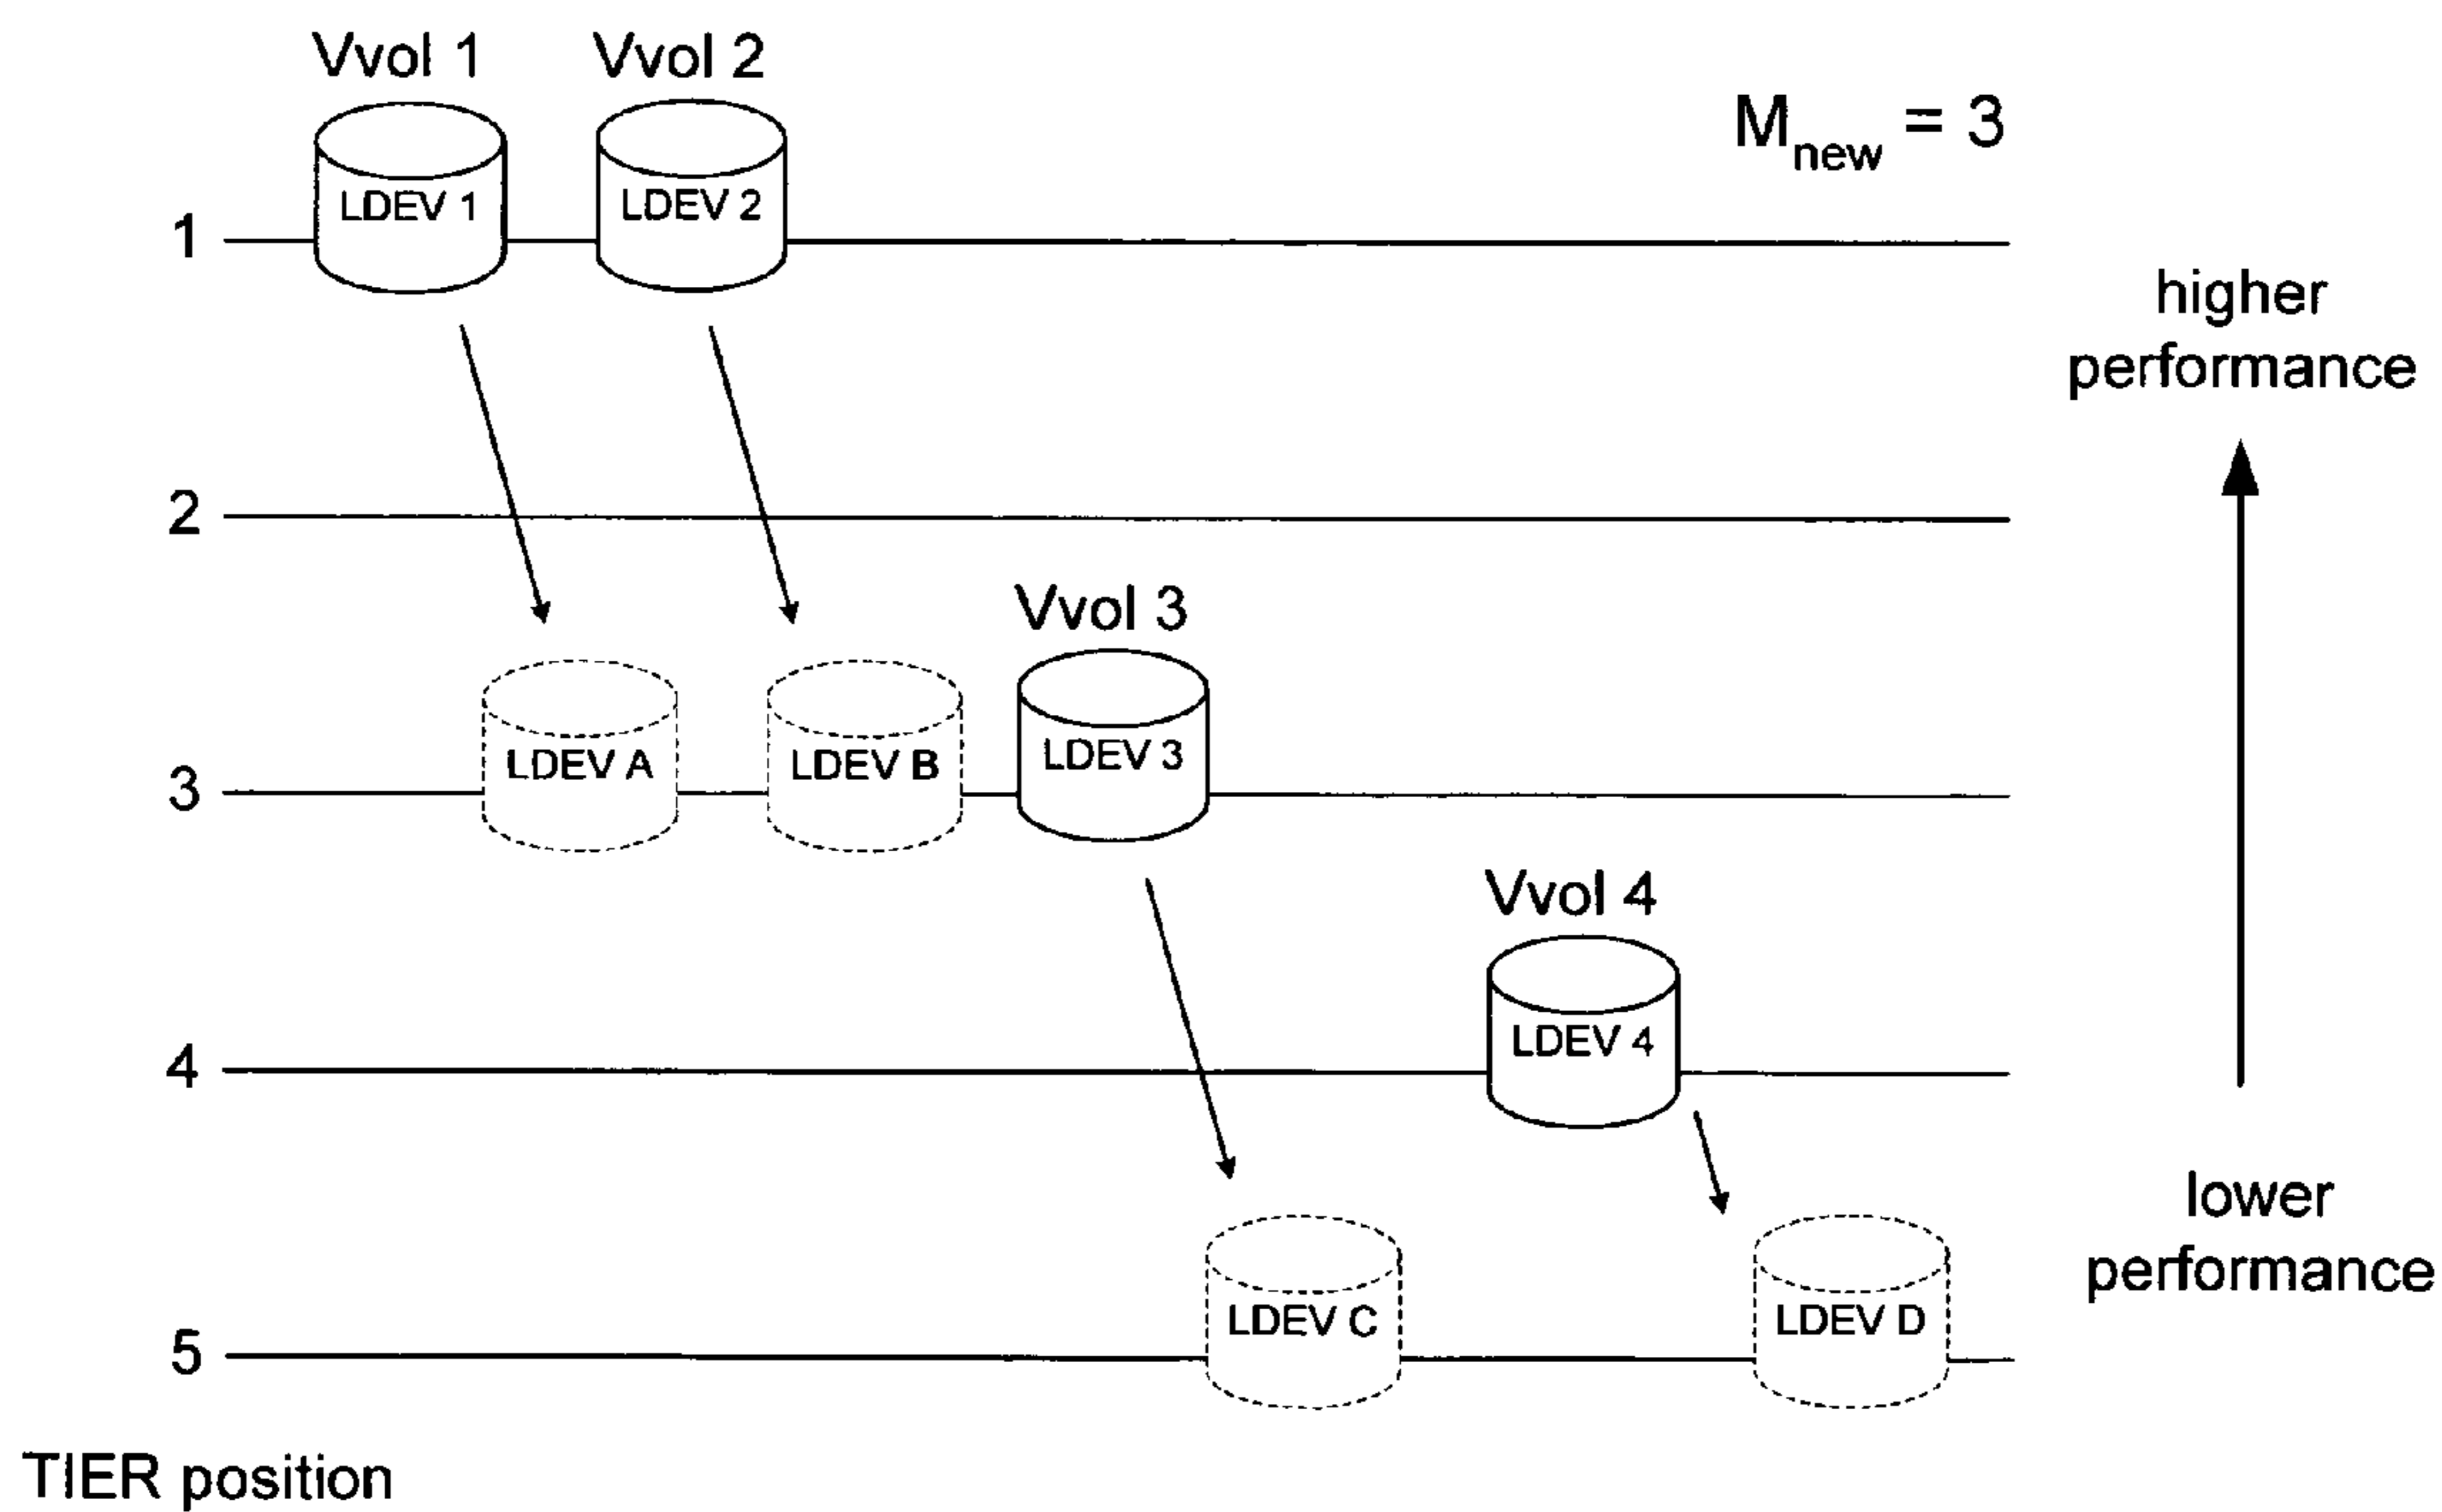 Vvol 1
Vvol 2
Mnew = 3
LDEV 1
LDEV 2
1
higher
performance
2
Vvol 3
LDEV A
LDEV B
LDEV 3
3
Vvol 4
LDEV 4
4
lower
performance
LDEV C
LDEV D
5
TIER position